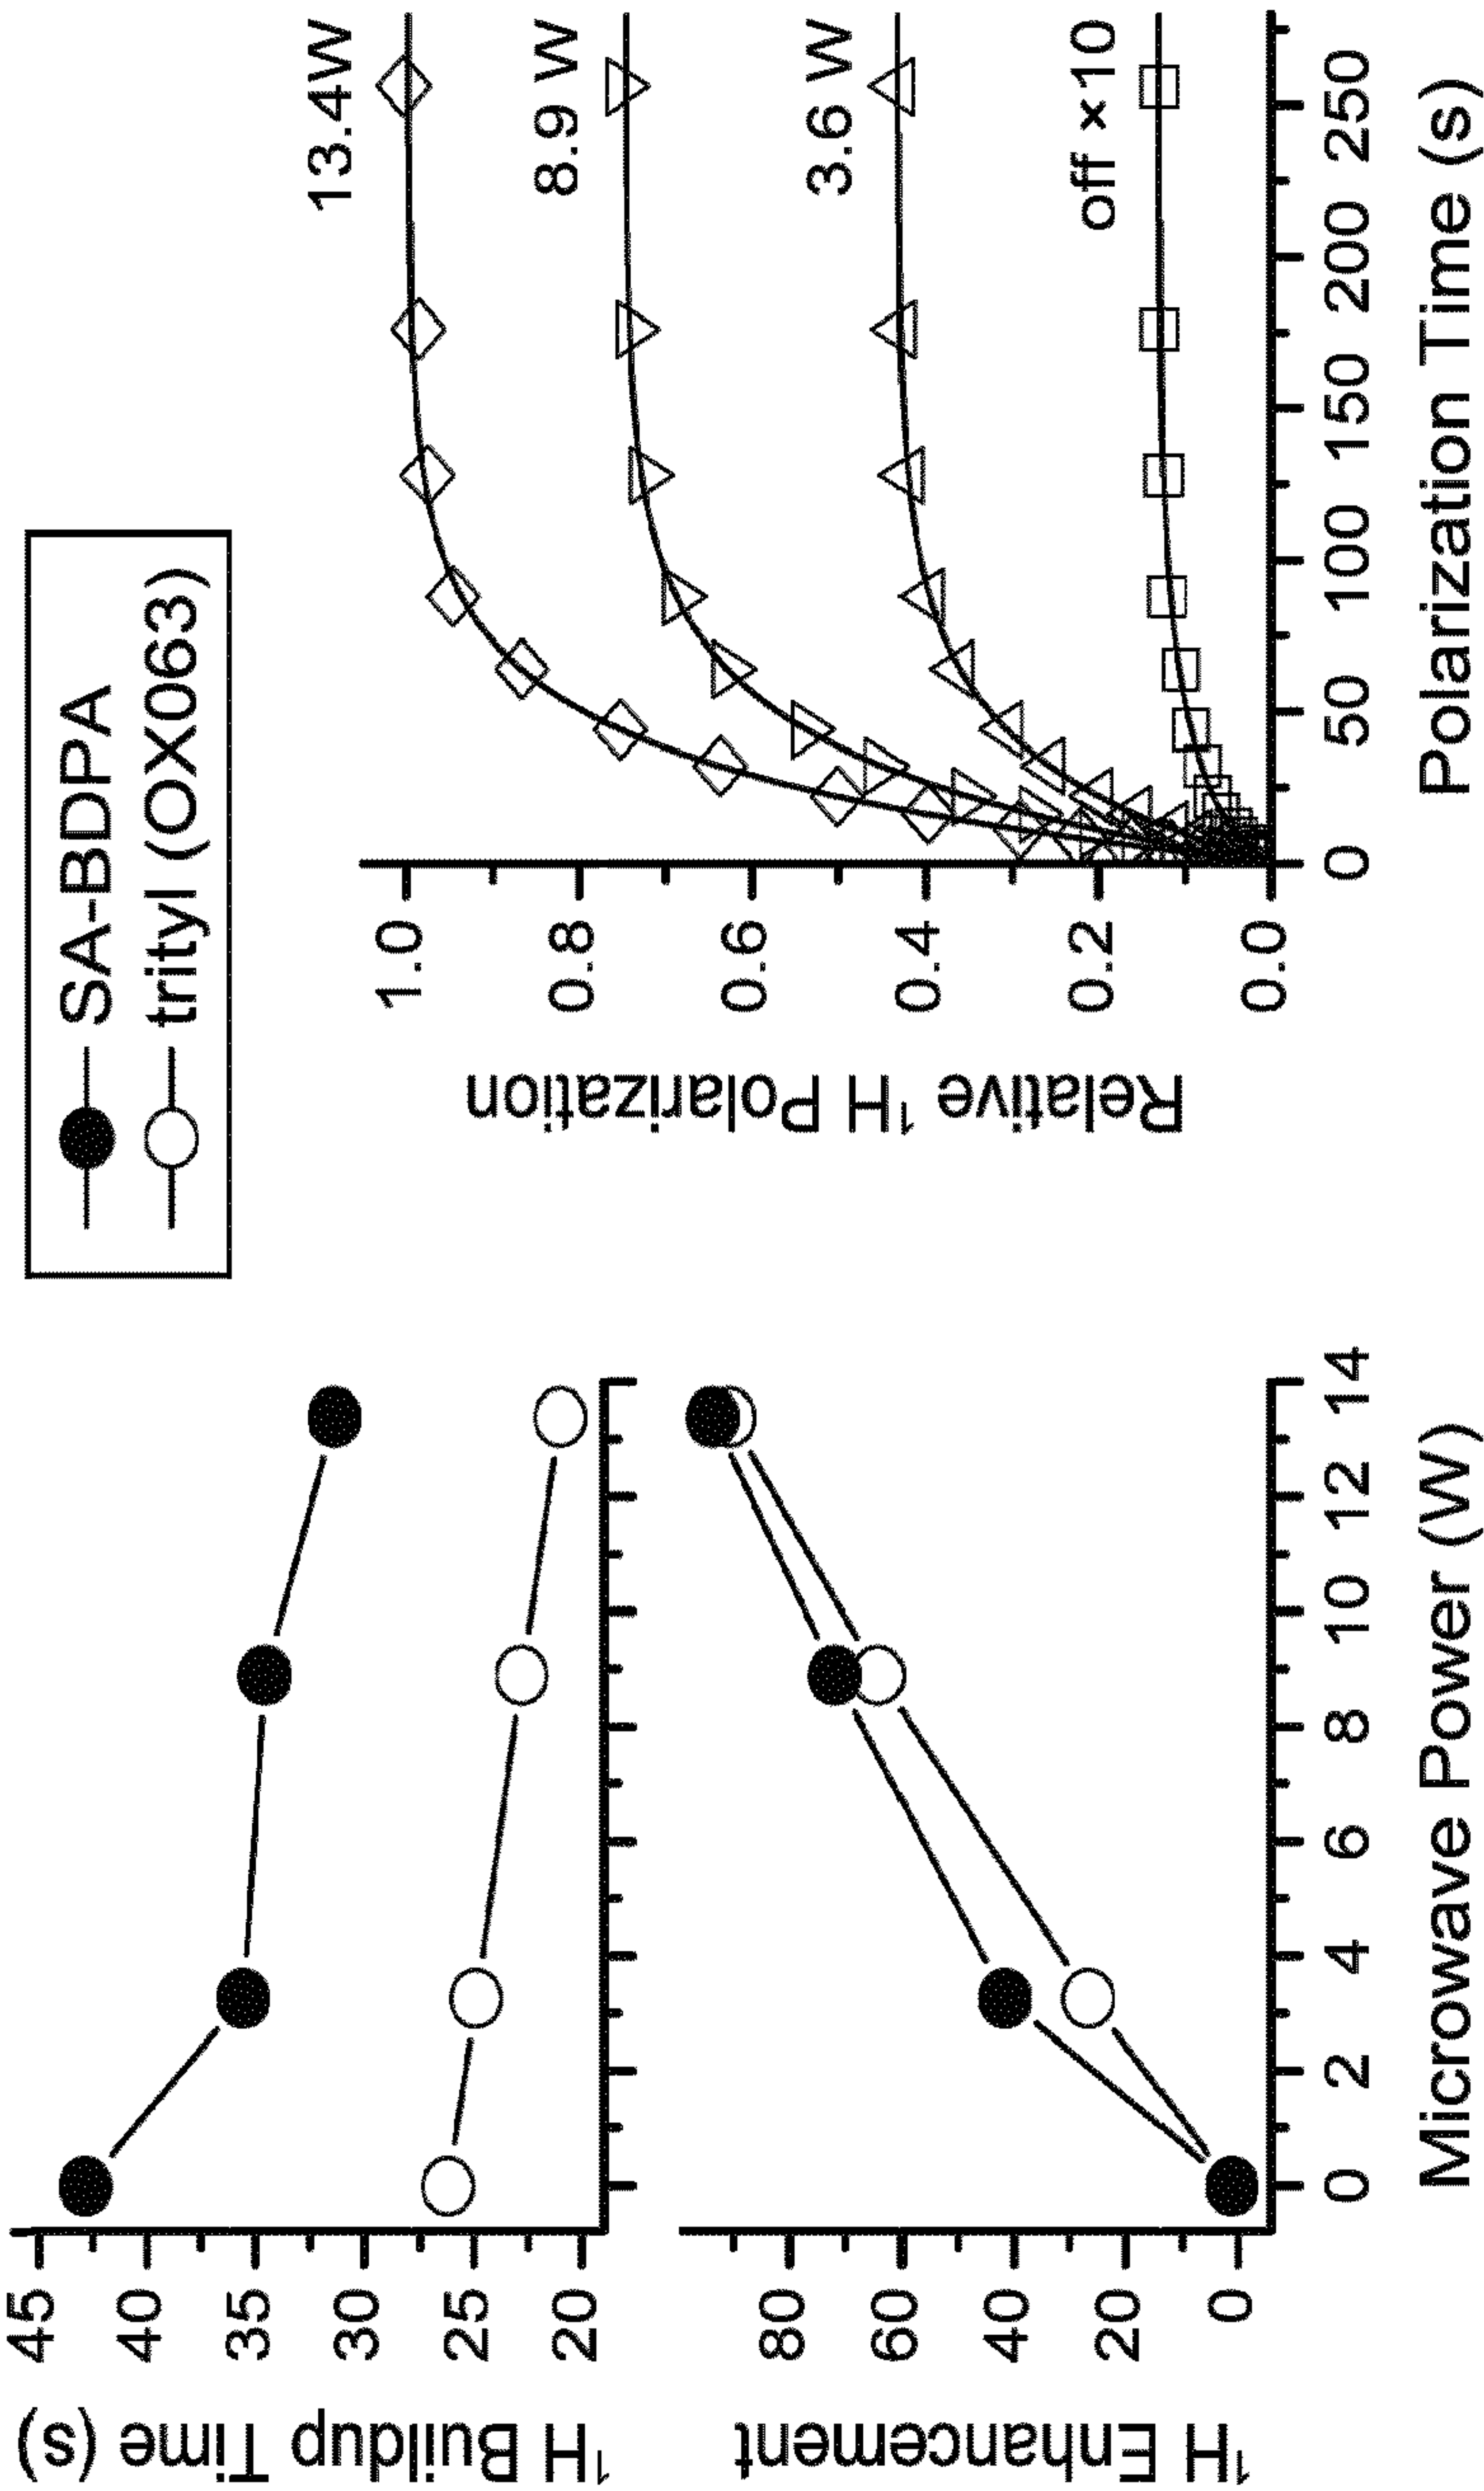 SA-BDPA
trityl (OX063)
¹H Buildup Time (s)
45
40
35
30
25
20
¹H Enhancement
80
60
40
20
0
0 2 4 6 8 10 12 14
Microwave Power (W)
Relative ¹H Polarization
1.0
0.8
0.6
0.4
0.2
0.0
13.4W
8.9 W
3.6 W
off ×10
0 50 100 150 200 250
Polarization Time (s)